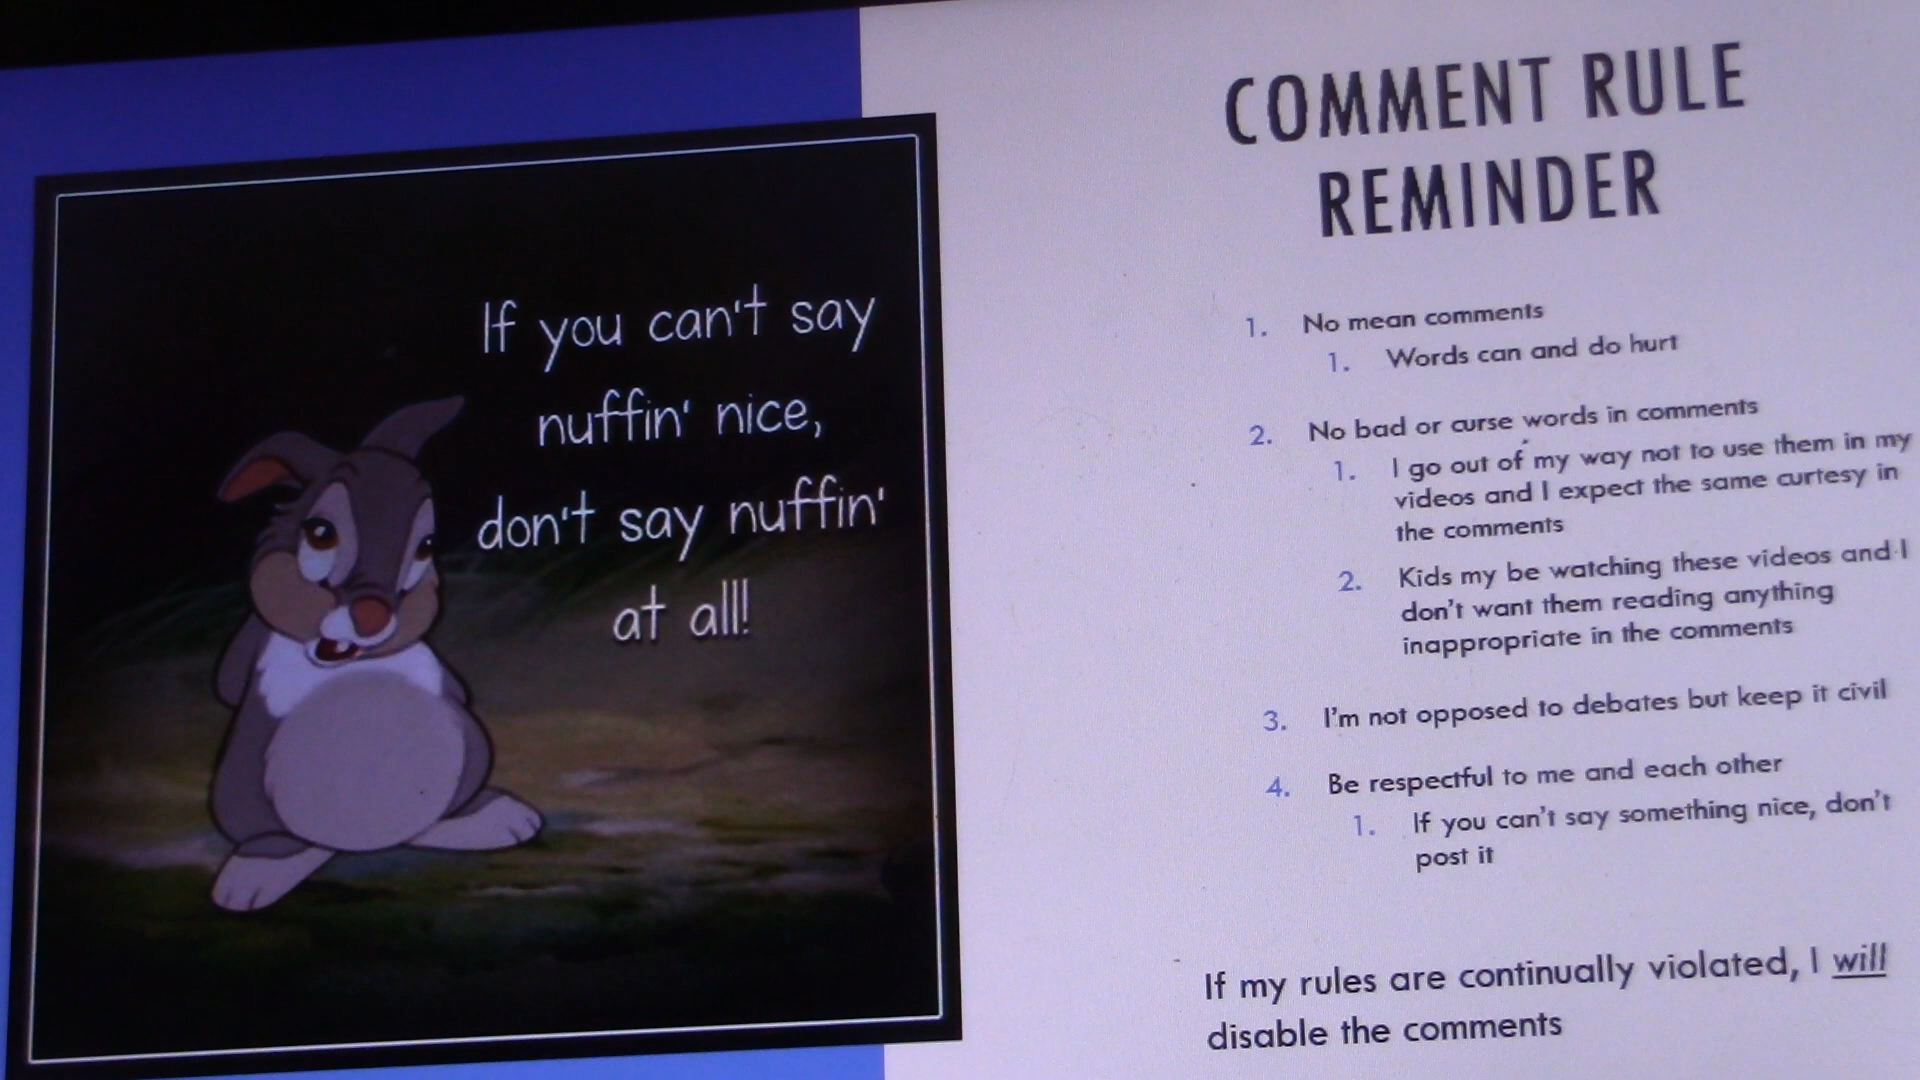 If you can't say
nuffin' nice,
don't say nuffin'
at all!
COMMENT RULE
REMINDER
1. No mean comments
1. Words can and do hurt
2. No bad or curse words in comments
1. I go out of my way not to use them in my
videos and I expect the same curtesy in
the comments
2. Kids my be watching these videos and I
don't want them reading anything
inappropriate in the comments
3. I'm not opposed to debates but keep it civil
4. Be respectful to me and each other
1. If you can't say something nice, don't
post it
If my rules are continually violated, I will
disable the comments